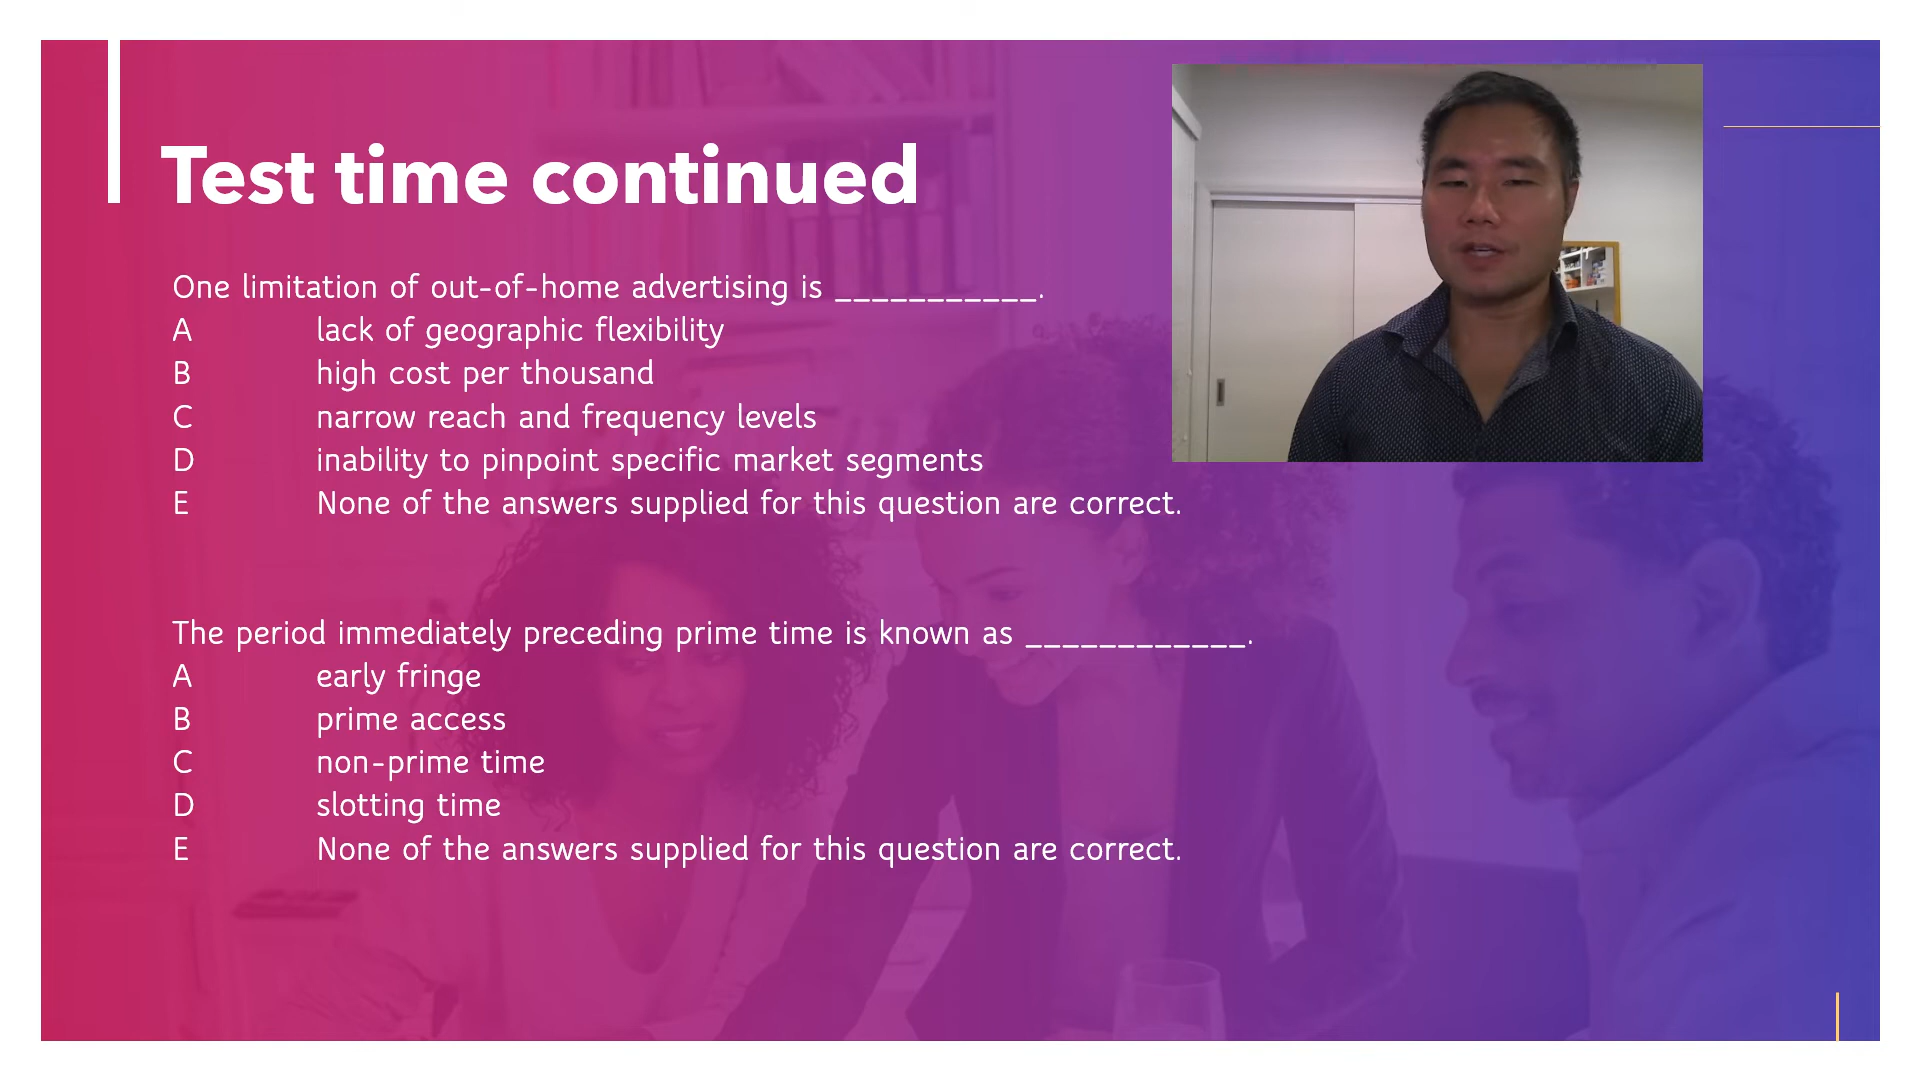 Test time continued
One limitation of out-of-home advertising is ___________.
A lack of geographic flexibility
B high cost per thousand
C narrow reach and frequency levels
D inability to pinpoint specific market segments
E None of the answers supplied for this question are correct.
The period immediately preceding prime time is known as ____________.
A early fringe
B prime access
C non-prime time
D slotting time
E None of the answers supplied for this question are correct.